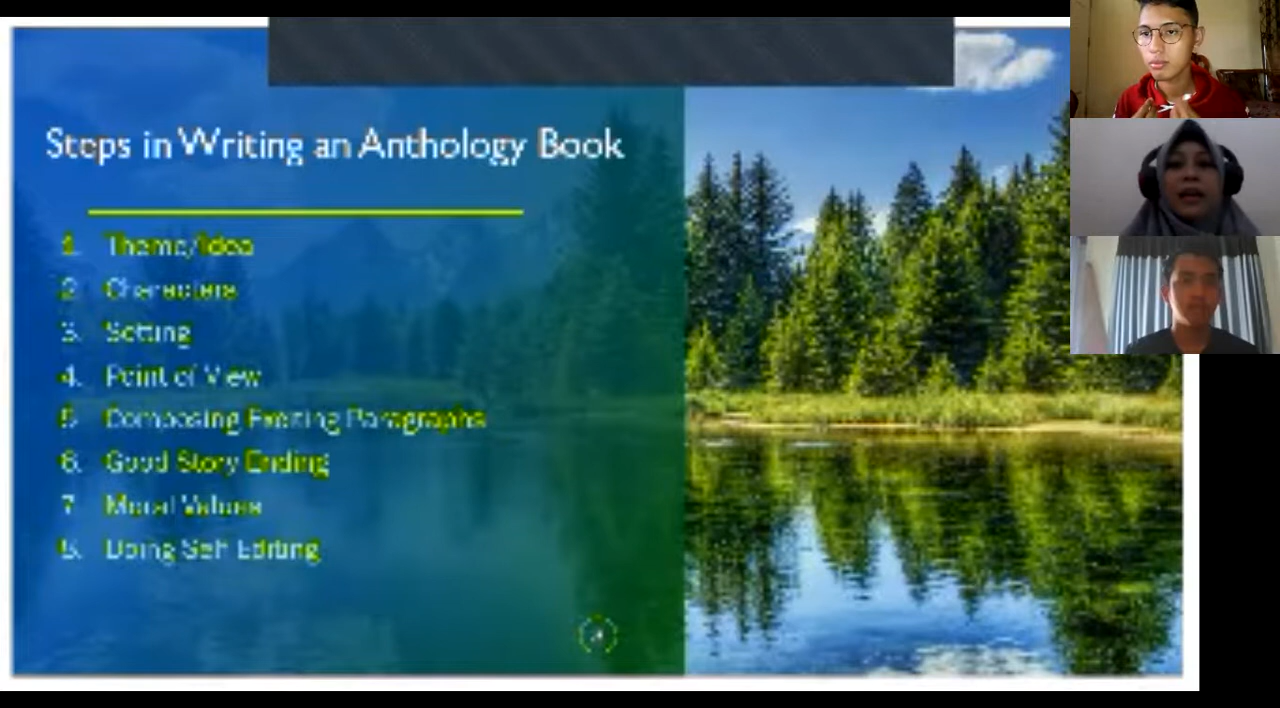 Steps in Writing an Anthology Book
1. Theme/Idea
2. Characters
3. Setting
4. Point of View
5. Composing Exciting Paragraphs
6. Good Story Ending
7. Moral Values
8. Doing Self Editing